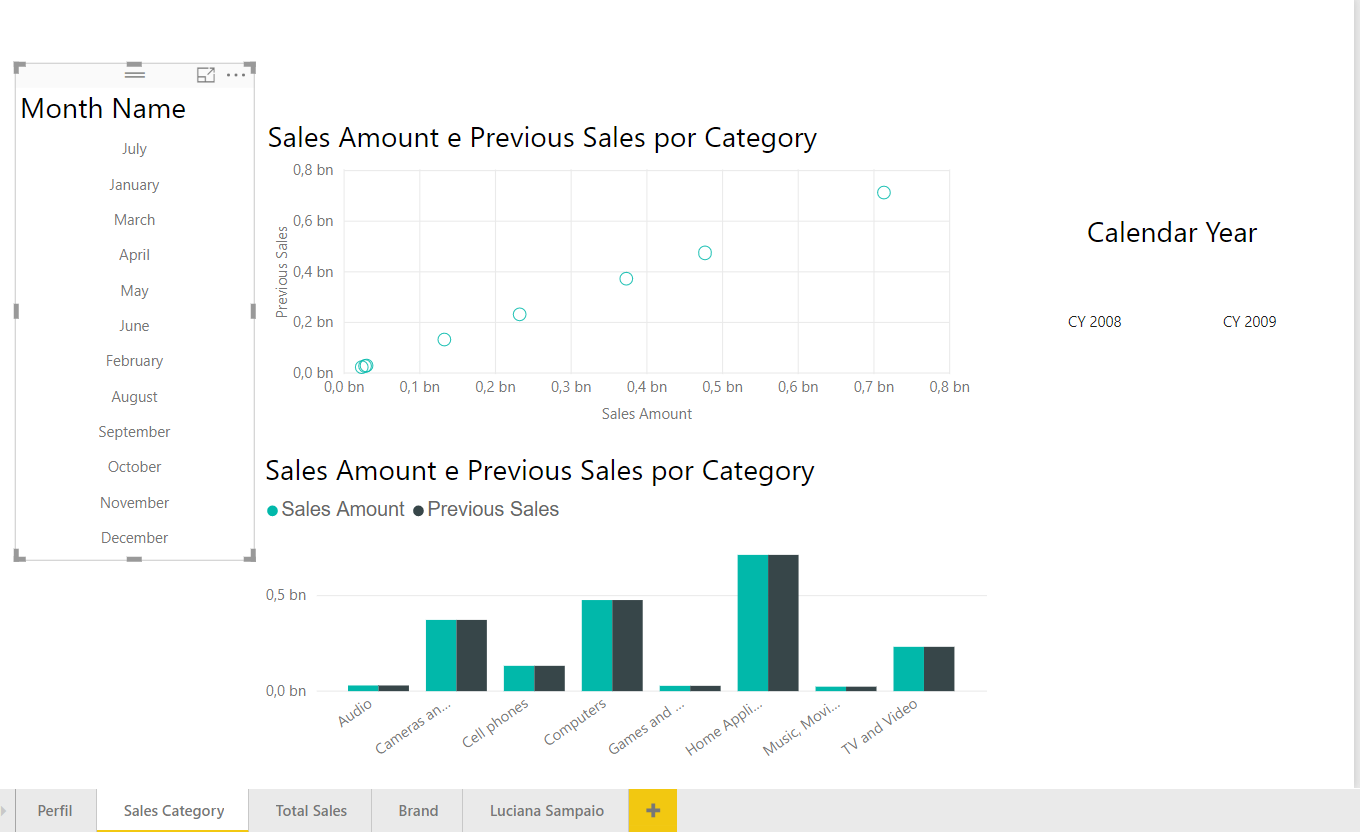 Month Name
July
January
March
April
May
June
February
August
September
October
November
December
Sales Amount e Previous Sales por Category
0,8 bn
0,6 bn
0,4 bn
0,2 bn
0,0 bn
Previous Sales
0,0 bn 0,1 bn 0,2 bn 0,3 bn 0,4 bn 0,5 bn 0,6 bn 0,7 bn 0,8 bn
Sales Amount
Calendar Year
CY 2008 CY 2009
Sales Amount e Previous Sales por Category
Sales Amount Previous Sales
0,5 bn
0,0 bn
Audio Cameras an... Cell phones Computers Games and ... Home Appli... Music, Movi... TV and Video
Perfil Sales Category Total Sales Brand Luciana Sampaio +